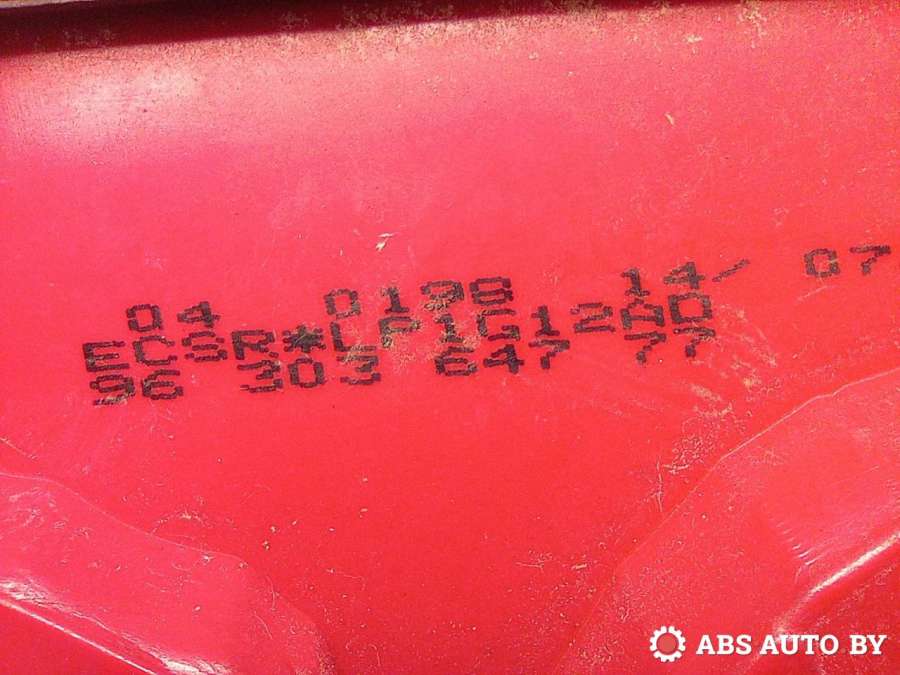 04 0198 14/ 07
ECSR*LP1G12AD
96 303 647 77
ABS AUTO BY